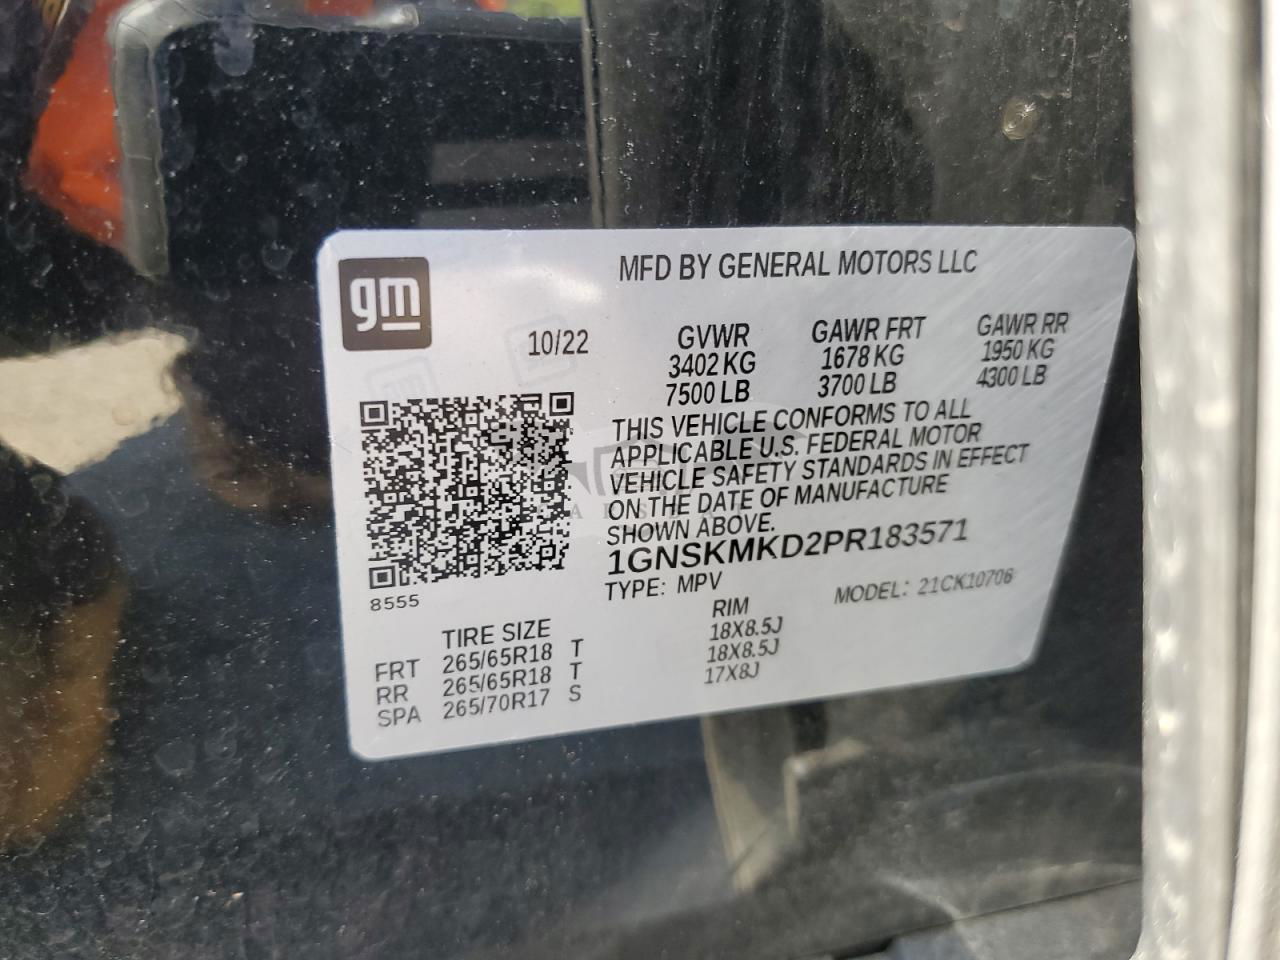 gm
MFD BY GENERAL MOTORS LLC
10/22
GVWR GAWR FRT GAWR RR
3402 KG 1678 KG 1950 KG
7500 LB 3700 LB 4300 LB
THIS VEHICLE CONFORMS TO ALL
APPLICABLE U.S. FEDERAL MOTOR
VEHICLE SAFETY STANDARDS IN EFFECT
ON THE DATE OF MANUFACTURE
SHOWN ABOVE.
1GNSKMKD2PR183571
8555
TYPE: MPV MODEL: 21CK10706
TIRE SIZE RIM
FRT 265/65R18 T 18X8.5J
RR 265/65R18 T 18X8.5J
SPA 265/70R17 S 17X8J